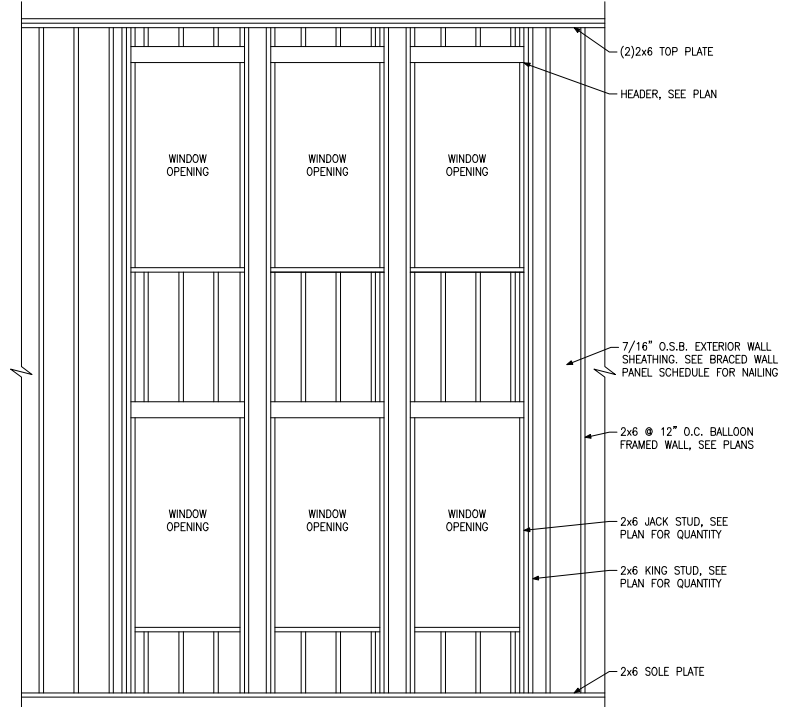 (2)2x6 TOP PLATE
HEADER, SEE PLAN
WINDOW
OPENING
WINDOW
OPENING
WINDOW
OPENING
7/16" O.S.B. EXTERIOR WALL
SHEATHING. SEE BRACED WALL
PANEL SCHEDULE FOR NAILING
2x6 @ 12" O.C. BALLOON
FRAMED WALL, SEE PLANS
WINDOW
OPENING
WINDOW
OPENING
WINDOW
OPENING
2x6 JACK STUD, SEE
PLAN FOR QUANTITY
2x6 KING STUD, SEE
PLAN FOR QUANTITY
2x6 SOLE PLATE